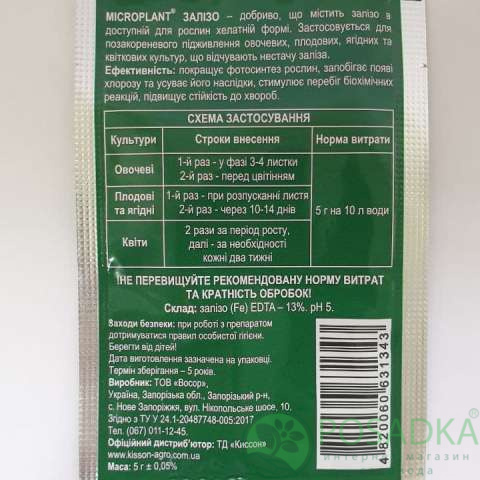 MICROPLANT® ЗАЛІЗО – добриво, що містить залізо в
доступній для рослин хелатній формі. Застосовується для
позакореневого підживлення овочевих, плодових, ягідних та
квіткових культур, що відчувають нестачу заліза.
Ефективність: покращує фотосинтез рослин, запобігає появі
хлорозу та усуває його наслідки, стимулює перебіг біохімічних
реакцій, підвищує стійкість до хвороб.
СХЕМА ЗАСТОСУВАННЯ
Культури Строки внесення Норма витрати
Овочеві
1-й раз - у фазі 3-4 листки
2-й раз - перед цвітінням
Плодові та ягідні
1-й раз - при розпусканні листя
2-й раз - через 10-14 днів
Квіти
2 рази за період росту,
далі - за необхідності
кожні два тижні
5 г на 10 л води
!НЕ ПЕРЕВИЩУЙТЕ РЕКОМЕНДОВАНУ НОРМУ ВИТРАТ
ТА КРАТНІСТЬ ОБРОБОК!
Склад: залізо (Fe) EDTA – 13%. pH 5.
Заходи безпеки: при роботі з препаратом
дотримуватися правил особистої гігієни.
Берегти від дітей!
Дата виготовлення зазначена на упаковці.
Термін зберігання – 5 років.
Виробник: ТОВ «Восор»,
Україна, Запорізька обл., Запорізький р-н,
с. Нове Запоріжжя, вул. Нікопольське шосе, 10.
Згідно з ТУ У 24.1-20487748-005:2017
Тел. (067) 011-12-45.
Офіційний дистриб'ютор: ТД «Киссон»
www.kisson-agro.com.ua
Маса: 5 г ± 0,05%
4820060631343
POSADKA
интернет магазин